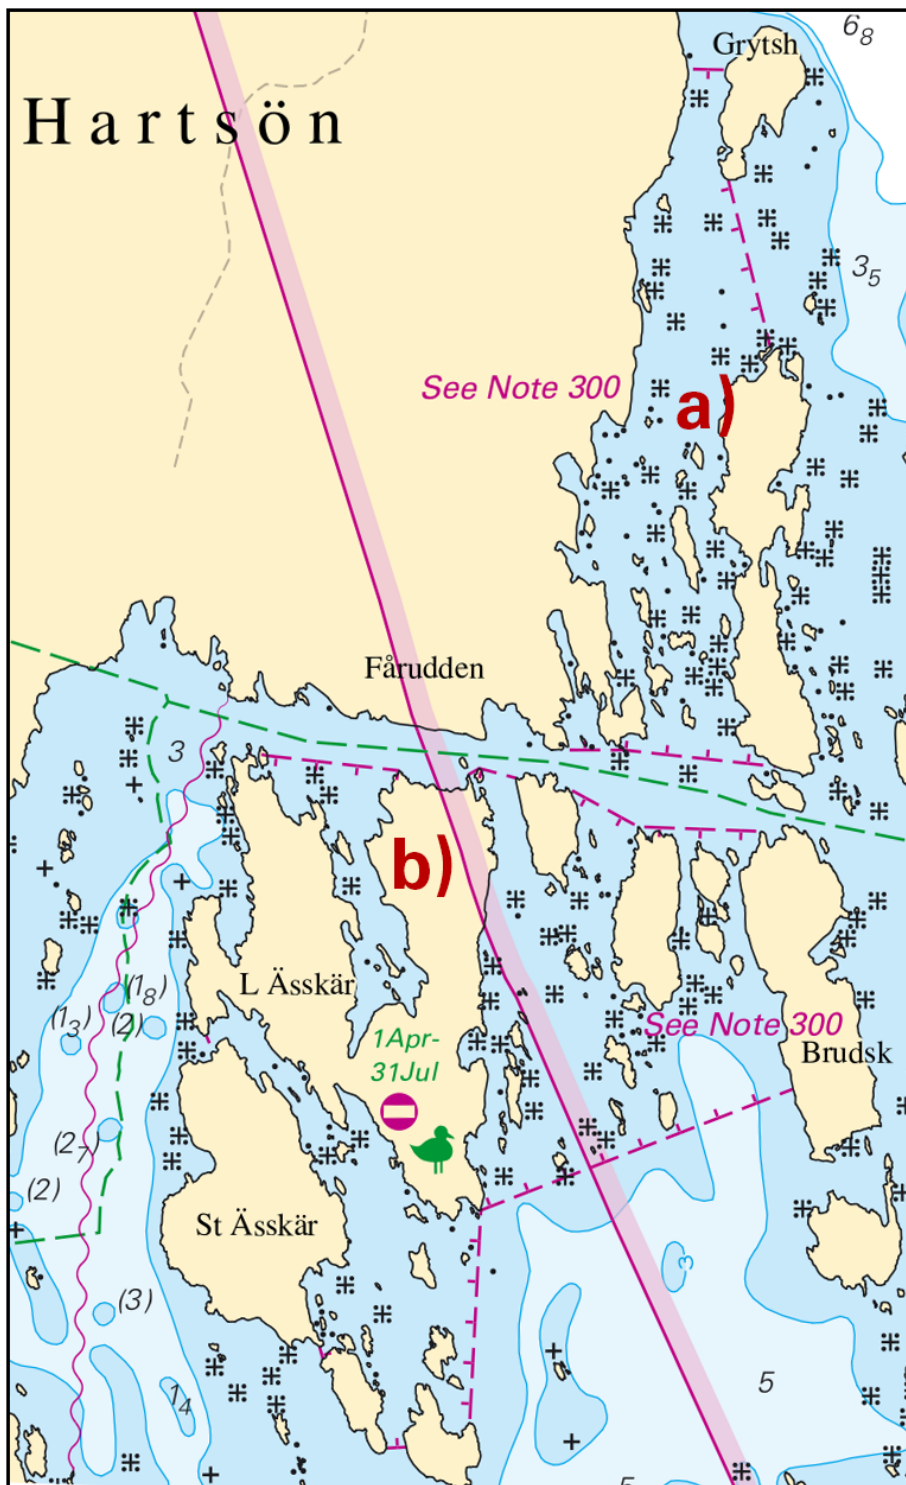 6₈
Grytsh
Hartsön
3₅
See Note 300
a)
Fårudden
3
b)
L Ässkär
(1₈)
(1₃)
(2)
See Note 300
1Apr-
31Jul
Brudsk
(2₇)
(2)
St Ässkär
3
(3)
5
1₄